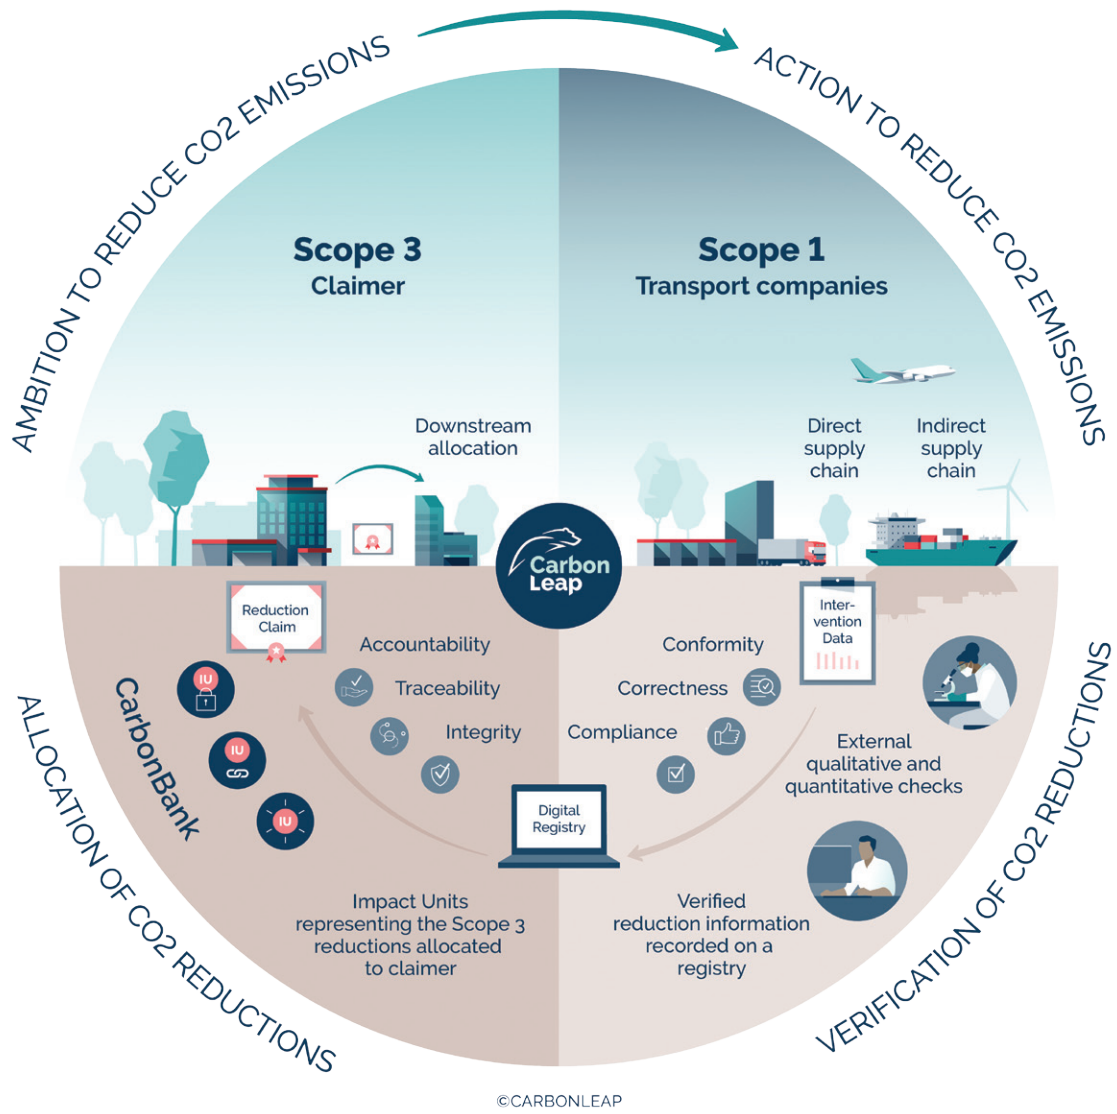 AMBITION TO REDUCE CO2 EMISSIONS
ACTION TO REDUCE CO2 EMISSIONS
Scope 3
Claimer
Scope 1
Transport companies
Downstream
allocation
Direct
supply
chain
Indirect
supply
chain
Carbon
Leap
Reduction
Claim
Accountability
Traceability
Integrity
Conformity
Correctness
Compliance
Inter-
vention
Data
CarbonBank
IU
IU
IU
External
qualitative and
quantitative checks
Digital
Registry
Impact Units
representing the Scope 3
reductions allocated
to claimer
Verified
reduction information
recorded on a
registry
ALLOCATION OF CO2 REDUCTIONS
VERIFICATION OF CO2 REDUCTIONS
©CARBONLEAP